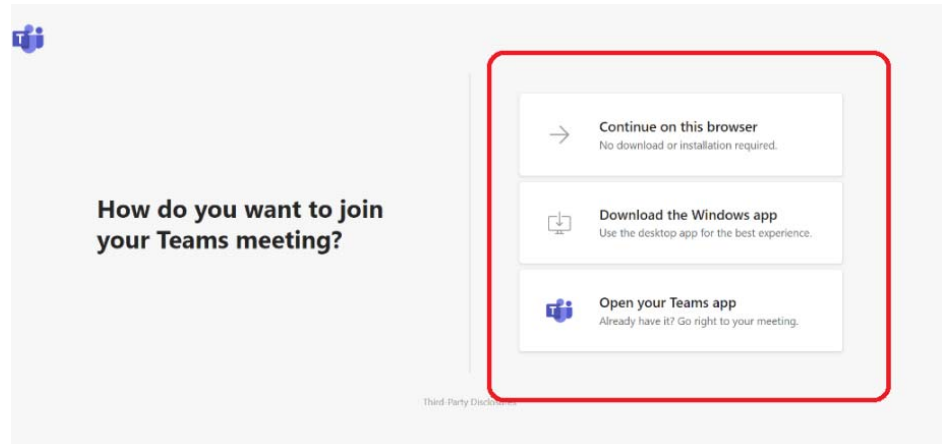 How do you want to join
your Teams meeting?
Continue on this browser
No download or installation required.
Download the Windows app
Use the desktop app for the best experience.
Open your Teams app
Already have it? Go right to your meeting.
Third-Party